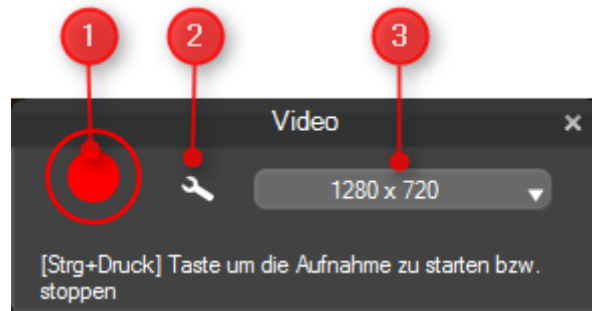 1 2 3
Video
1280 x 720
[Strg+Druck] Taste um die Aufnahme zu starten bzw.
stoppen